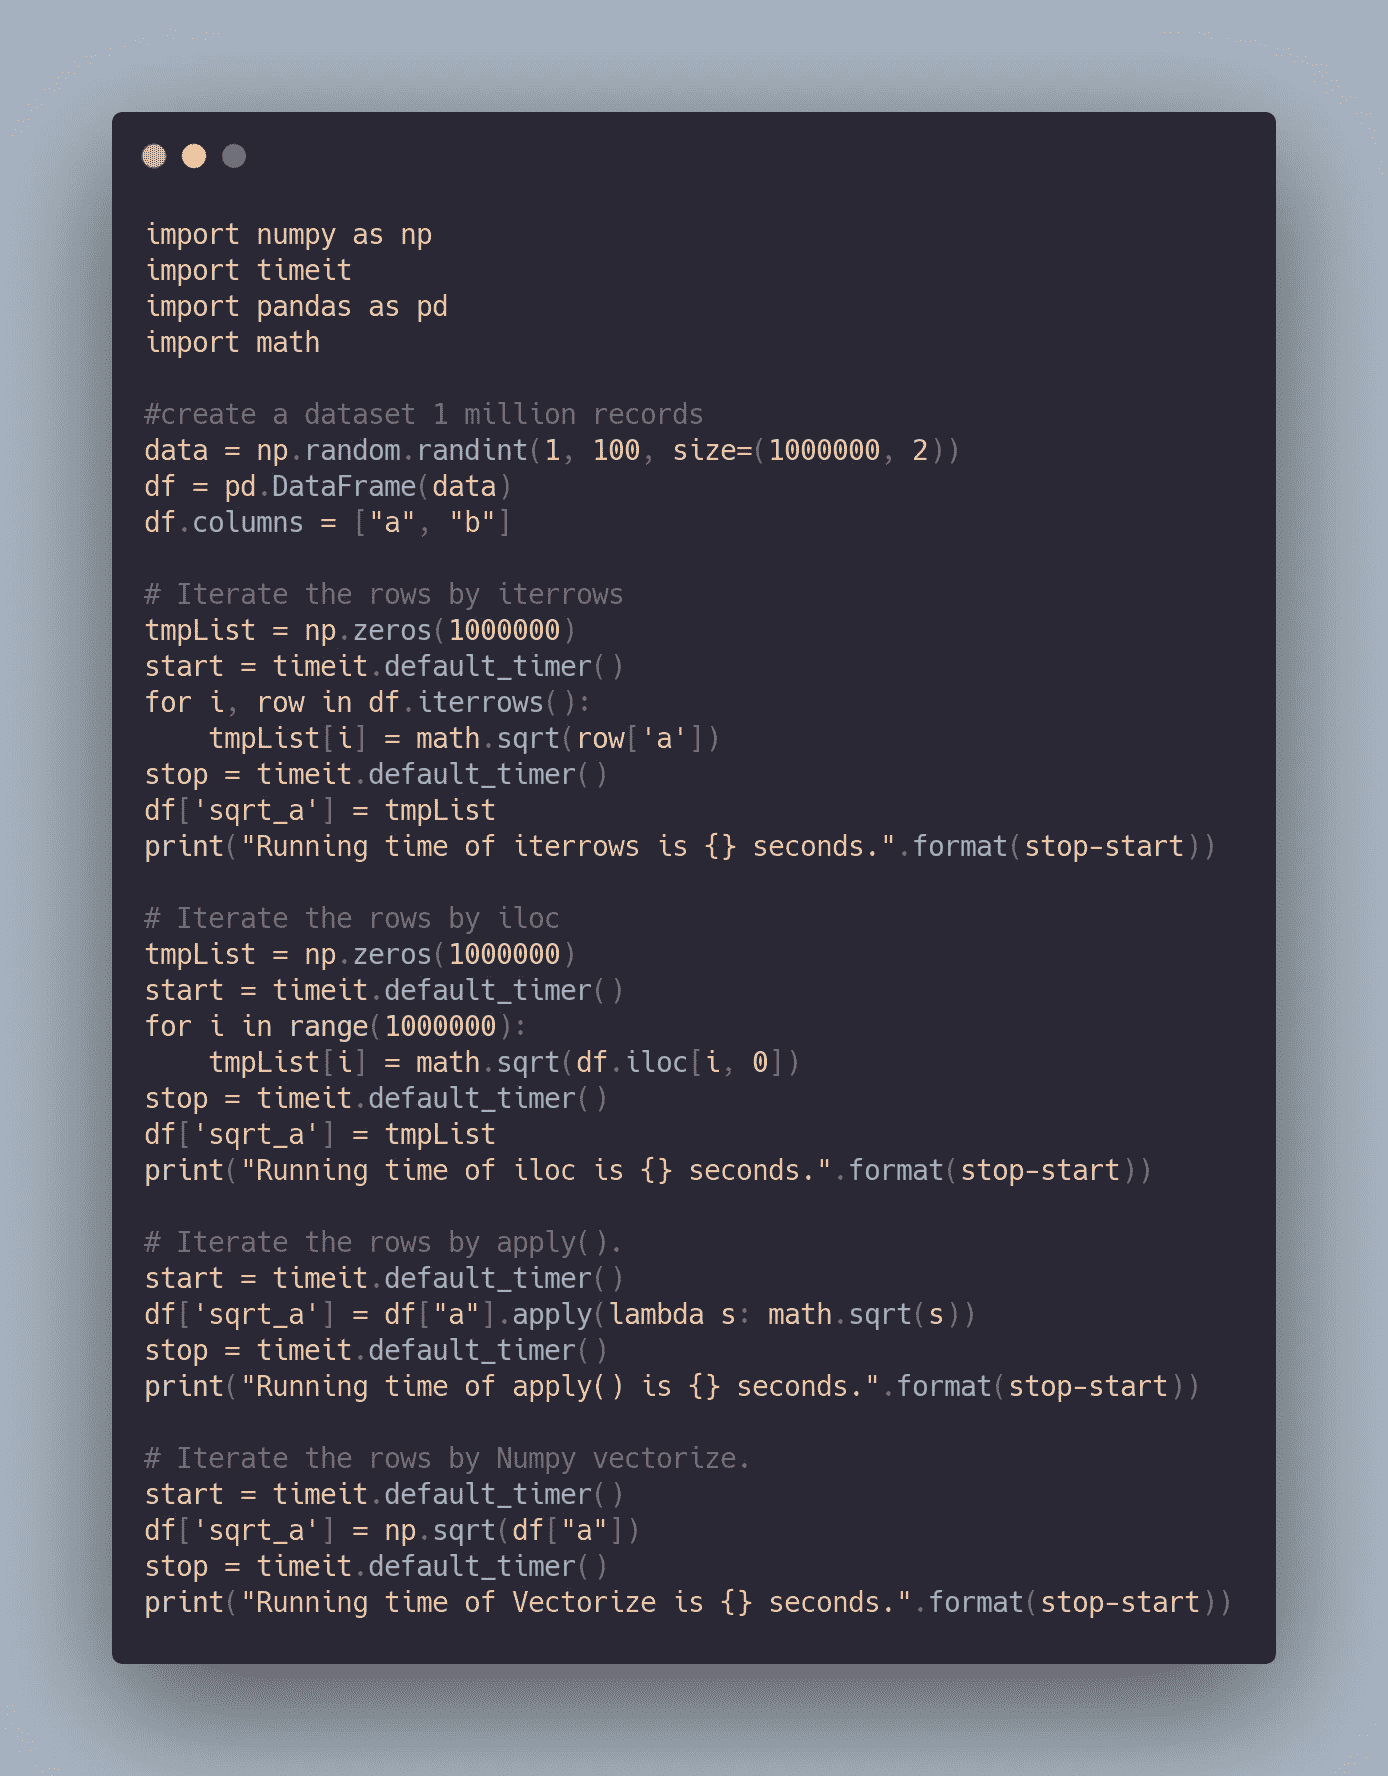 import numpy as np
import timeit
import pandas as pd
import math

#create a dataset 1 million records
data = np.random.randint(1, 100, size=(1000000, 2))
df = pd.DataFrame(data)
df.columns = ["a", "b"]

# Iterate the rows by iterrows
tmpList = np.zeros(1000000)
start = timeit.default_timer()
for i, row in df.iterrows():
    tmpList[i] = math.sqrt(row['a'])
stop = timeit.default_timer()
df['sqrt_a'] = tmpList
print("Running time of iterrows is {} seconds.".format(stop-start))

# Iterate the rows by iloc
tmpList = np.zeros(1000000)
start = timeit.default_timer()
for i in range(1000000):
    tmpList[i] = math.sqrt(df.iloc[i, 0])
stop = timeit.default_timer()
df['sqrt_a'] = tmpList
print("Running time of iloc is {} seconds.".format(stop-start))

# Iterate the rows by apply().
start = timeit.default_timer()
df['sqrt_a'] = df["a"].apply(lambda s: math.sqrt(s))
stop = timeit.default_timer()
print("Running time of apply() is {} seconds.".format(stop-start))

# Iterate the rows by Numpy vectorize.
start = timeit.default_timer()
df['sqrt_a'] = np.sqrt(df["a"])
stop = timeit.default_timer()
print("Running time of Vectorize is {} seconds.".format(stop-start))